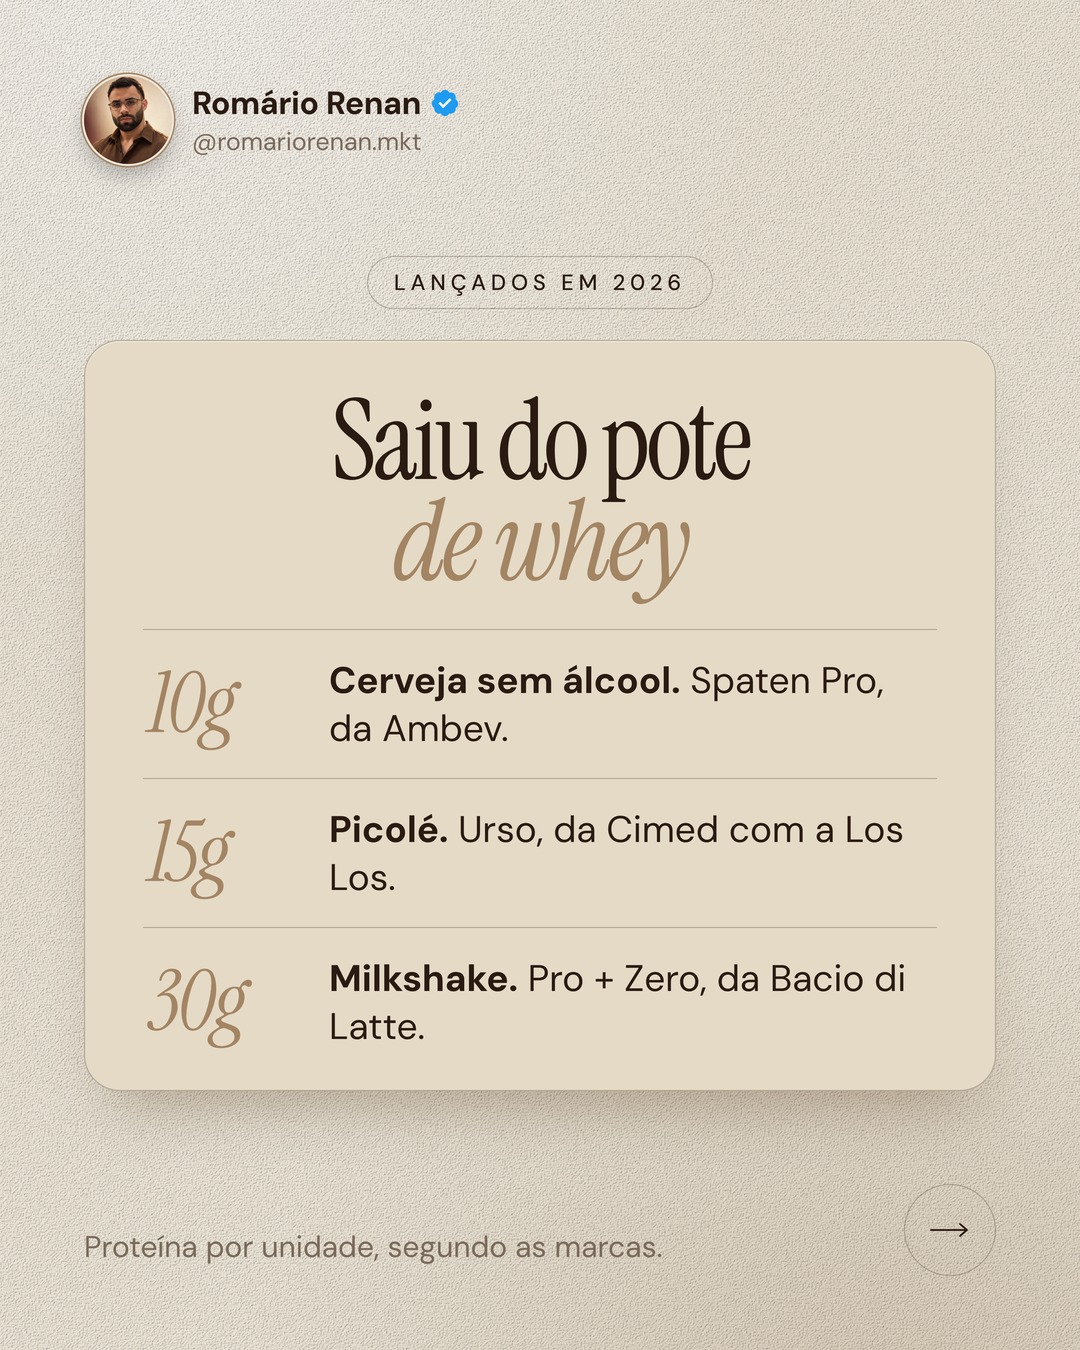 Romário Renan
@romariorenan.mkt
LANÇADOS EM 2026
Saiu do pote
de whey
10g
Cerveja sem álcool. Spaten Pro,
da Ambev.
15g
Picolé. Urso, da Cimed com a Los
Los.
30g
Milkshake. Pro + Zero, da Bacio di
Latte.
Proteína por unidade, segundo as marcas.